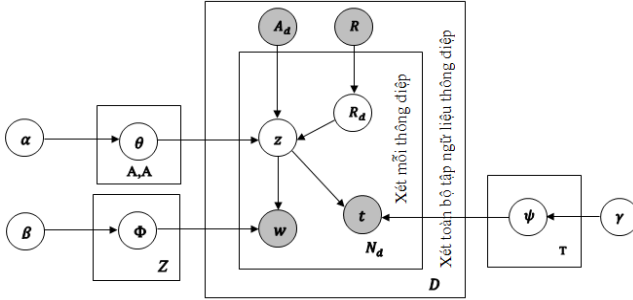 A_d
R
R_d
α
θ
A,A
z
β
Φ
Z
w
t
N_d
D
ψ
T
γ
Xét mỗi thông điệp
Xét toàn bộ tập ngữ liệu thông điệp